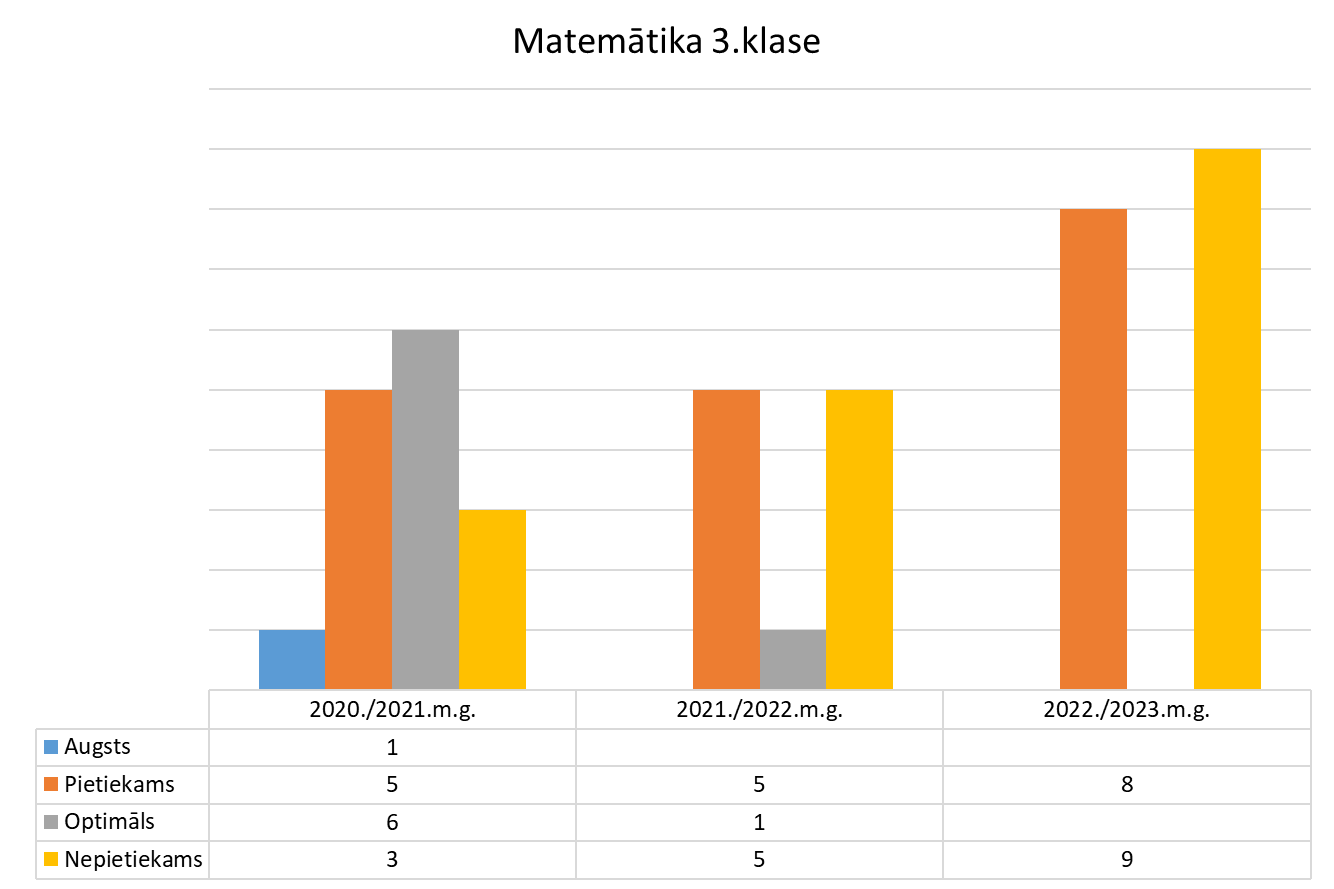 Matemātika 3.klase
2020./2021.m.g. 2021./2022.m.g. 2022./2023.m.g.
Augsts 1
Pietiekams 5 5 8
Optimāls 6 1
Nepietiekams 3 5 9